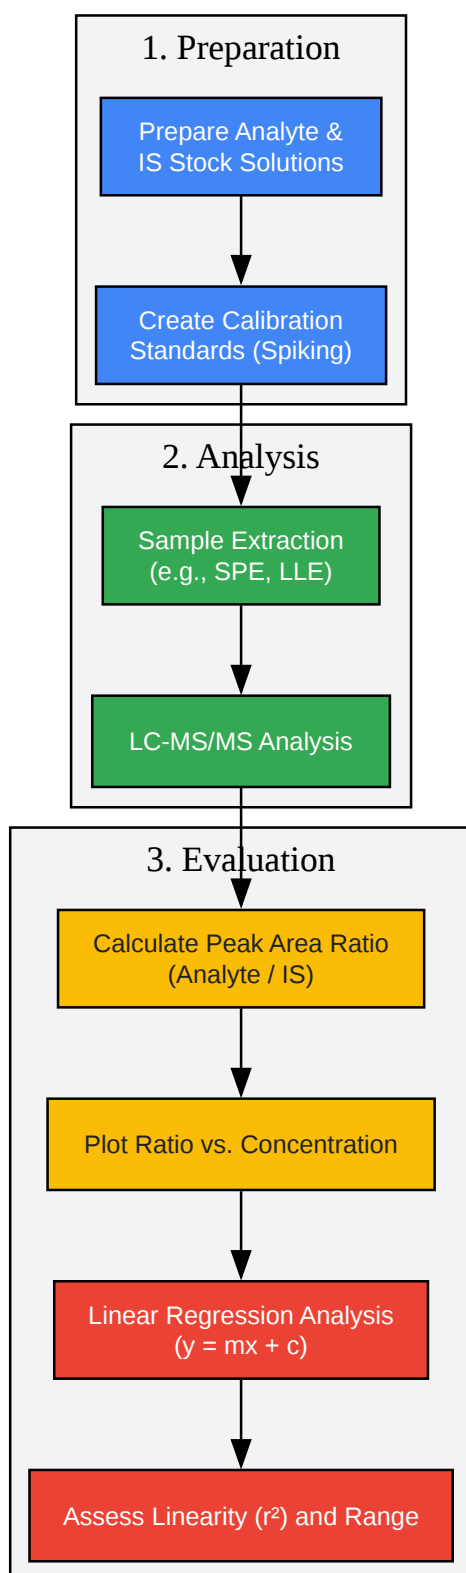 1. Preparation
Prepare Analyte &
IS Stock Solutions
Create Calibration
Standards (Spiking)
2. Analysis
Sample Extraction
(e.g., SPE, LLE)
LC-MS/MS Analysis
3. Evaluation
Calculate Peak Area Ratio
(Analyte / IS)
Plot Ratio vs. Concentration
Linear Regression Analysis
(y = mx + c)
Assess Linearity (r²) and Range